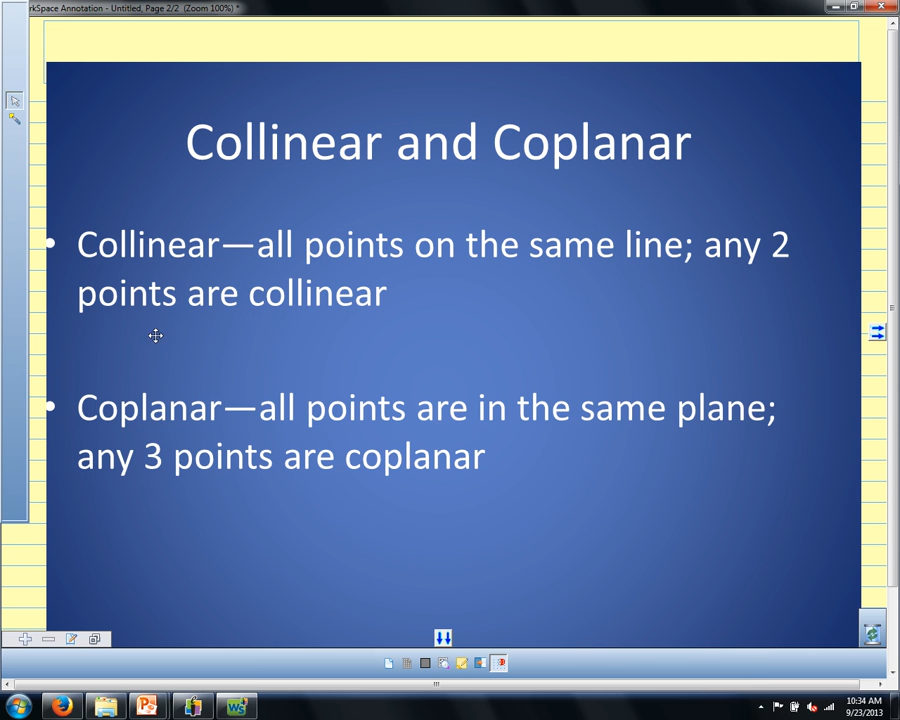 rkSpace Annotation - Untitled, Page 2/2 (Zoom 100%) *
Collinear and Coplanar
• Collinear—all points on the same line; any 2
points are collinear
• Coplanar—all points are in the same plane;
any 3 points are coplanar
10:34 AM
9/23/2013